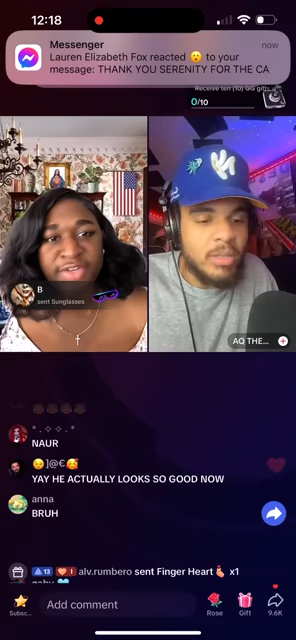 12:18
Messenger
now
Lauren Elizabeth Fox reacted 😮 to your
message: THANK YOU SERENITY FOR THE CA
Receive ten (10) GG gifts
0/10
B
sent Sunglasses
AQ THE...
NAUR
😉]@€🥰
YAY HE ACTUALLY LOOKS SO GOOD NOW
anna
BRUH
13
1
alv.rumbero sent Finger Heart x1
Subsc...
Add comment
Rose
Gift
9.6K